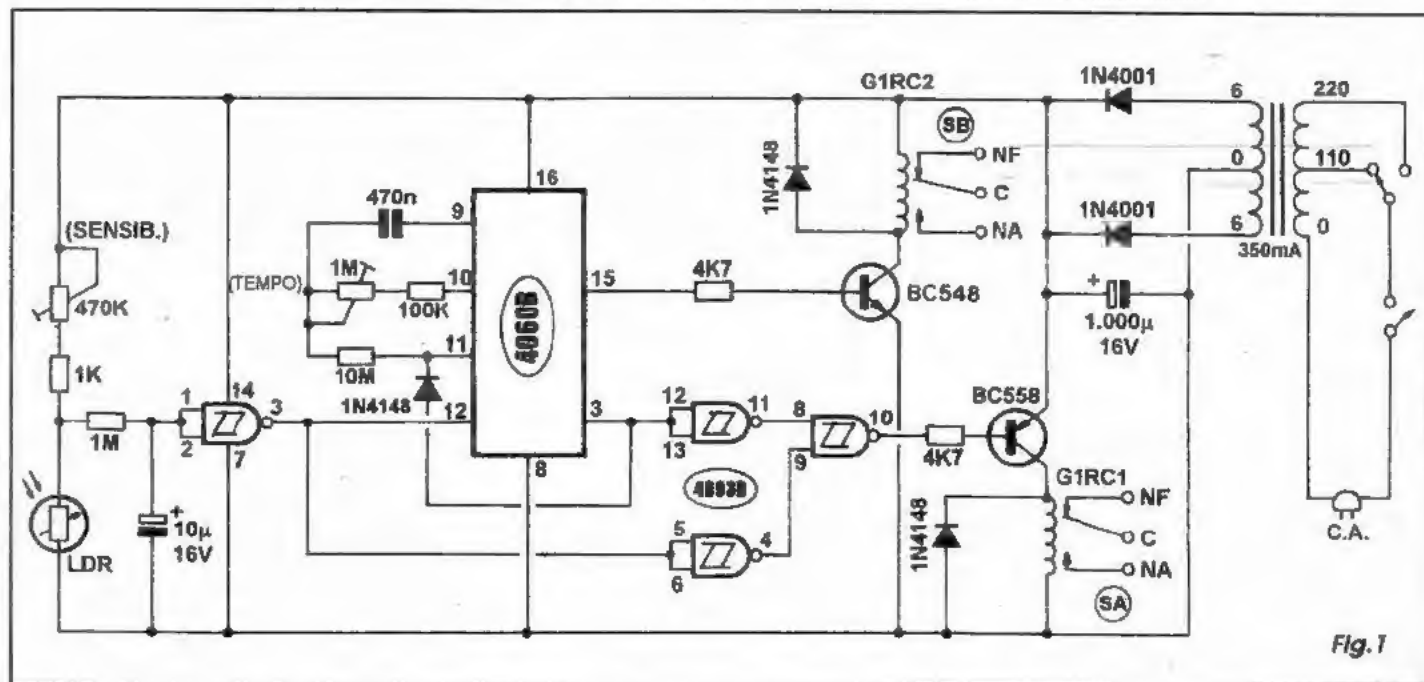 G1RC2
1N4001
6
220
SB
NF
1N4148
C
NA
0
110
16
470n
9
(SENSIB.)
1N4001
6
0
350mA
(TEMPO)
1M
10
100K
15
4K7
BC548
+
1.000μ
16V
470K
4060B
10M
11
1K
1
14
3
1N4148
12
3
12
11
8
10
BC558
1M
2
7
8
13
9
4K7
G1RC1
4093B
NF
+
10μ
16V
5
4
6
1N4148
C
NA
C.A.
LDR
SA
Fig.1